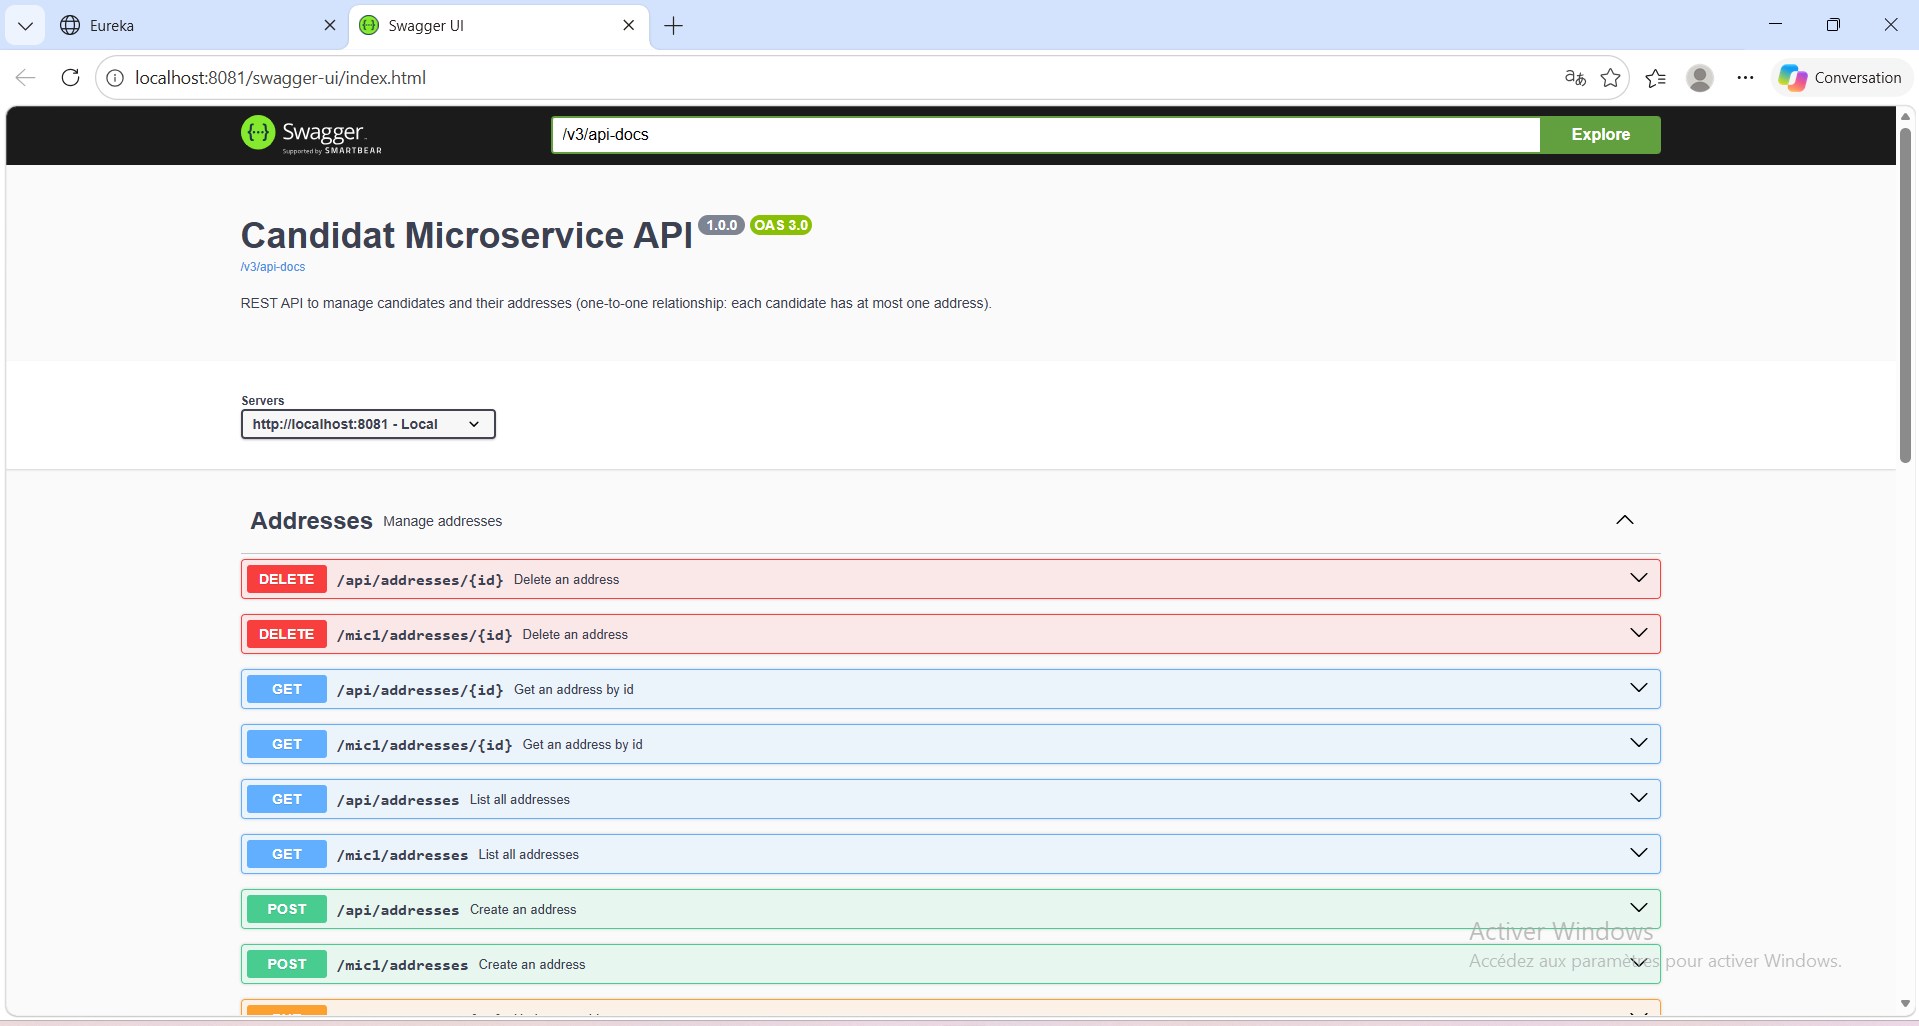 Eureka
Swagger UI
localhost:8081/swagger-ui/index.html
Conversation
Swagger.
Supported by SMARTBEAR
/v3/api-docs
Explore
Candidat Microservice API 1.0.0 OAS 3.0
/v3/api-docs
REST API to manage candidates and their addresses (one-to-one relationship: each candidate has at most one address).
Servers
http://localhost:8081 - Local
Addresses Manage addresses
DELETE /api/addresses/{id} Delete an address
DELETE /mic1/addresses/{id} Delete an address
GET /api/addresses/{id} Get an address by id
GET /mic1/addresses/{id} Get an address by id
GET /api/addresses List all addresses
GET /mic1/addresses List all addresses
POST /api/addresses Create an address
POST /mic1/addresses Create an address
Activer Windows
Accédez aux paramètres pour activer Windows.